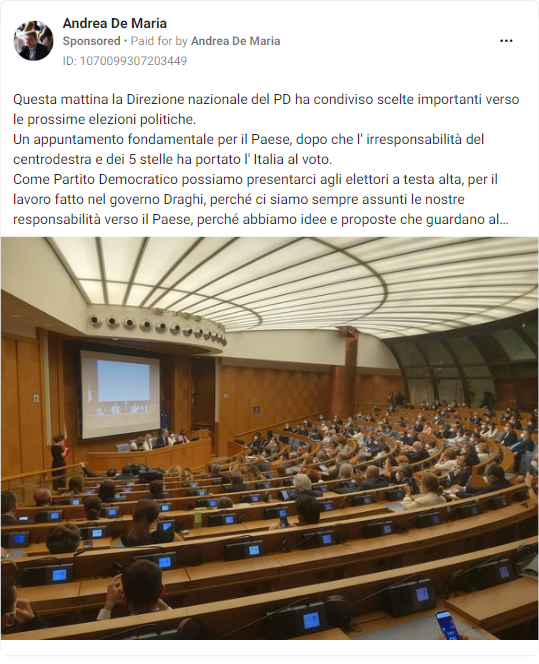 Andrea De Maria
Sponsored • Paid for by Andrea De Maria
ID: 1070099307203449
Questa mattina la Direzione nazionale del PD ha condiviso scelte importanti verso
le prossime elezioni politiche.
Un appuntamento fondamentale per il Paese, dopo che l' irresponsabilità del
centrodestra e dei 5 stelle ha portato l' Italia al voto.
Come Partito Democratico possiamo presentarci agli elettori a testa alta, per il
lavoro fatto nel governo Draghi, perché ci siamo sempre assunti le nostre
responsabilità verso il Paese, perché abbiamo idee e proposte che guardano al...